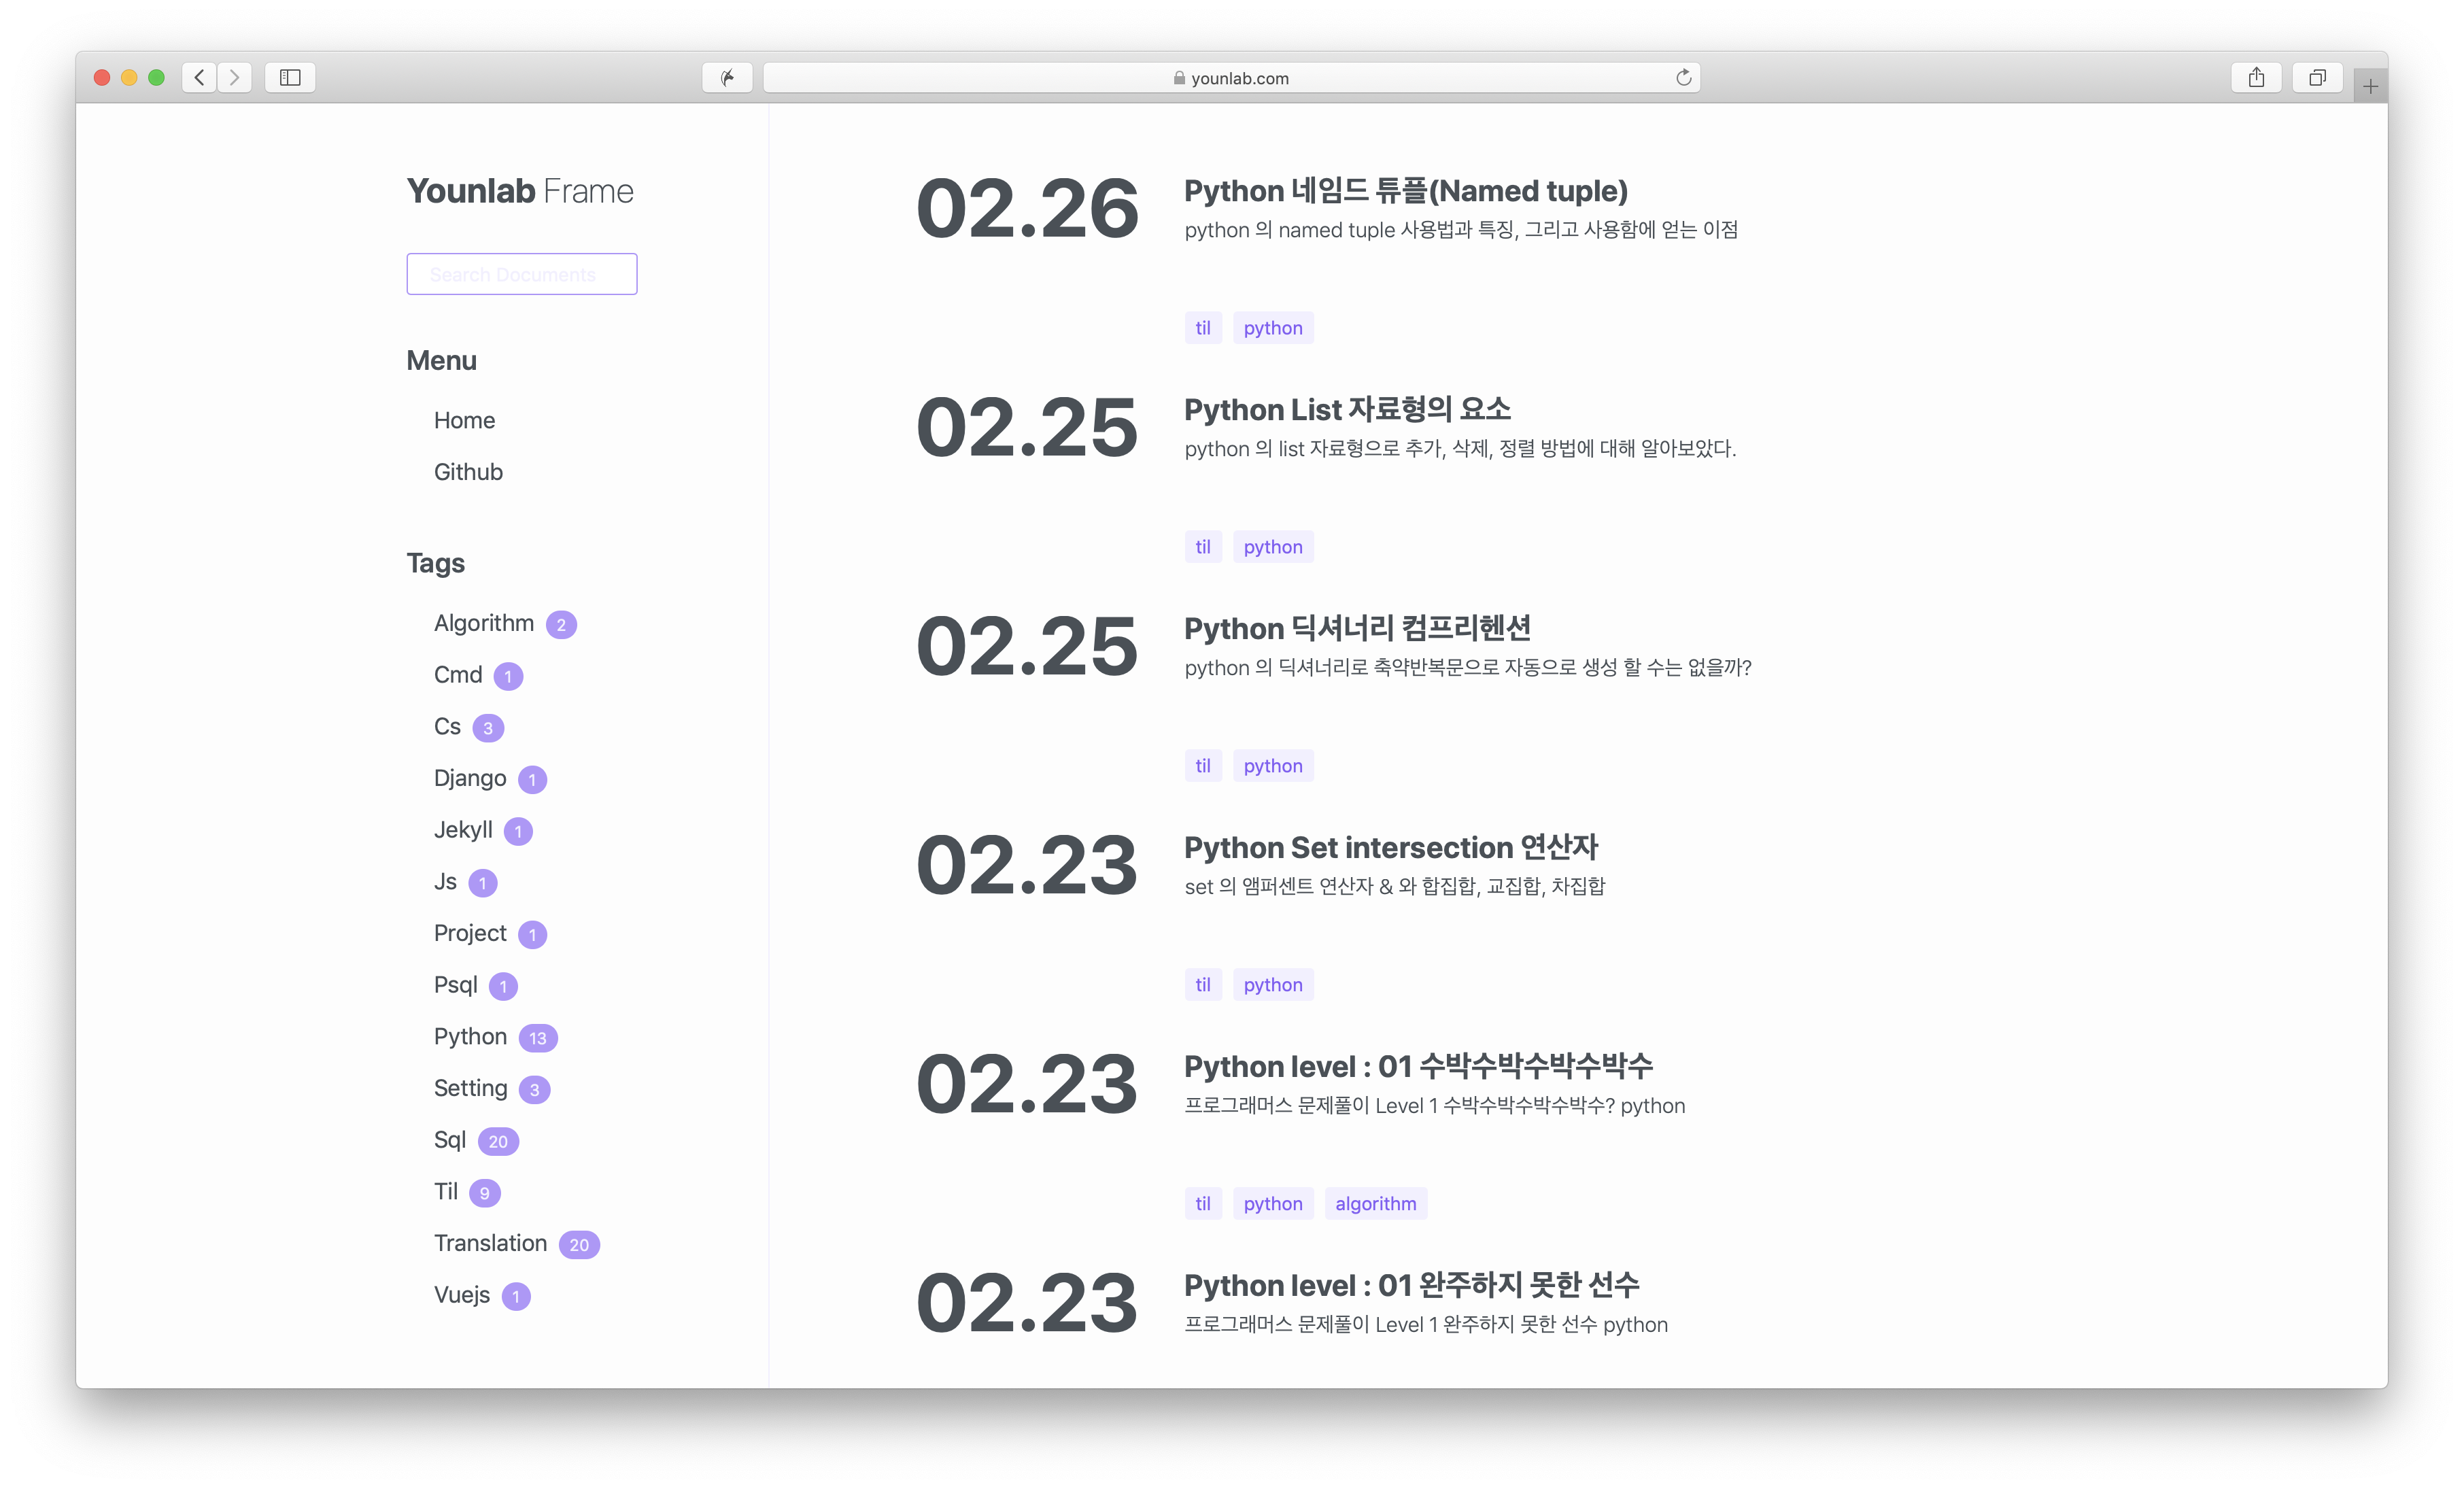 younlab.com
Younlab Frame
Search Documents
Menu
Home
Github
Tags
Algorithm 2
Cmd 1
Cs 3
Django 1
Jekyll 1
Js 1
Project 1
Psql 1
Python 13
Setting 3
Sql 20
Til 9
Translation 20
Vuejs 1
02.26
Python 네임드 튜플(Named tuple)
python 의 named tuple 사용법과 특징, 그리고 사용함에 얻는 이점
til python
02.25
Python List 자료형의 요소
python 의 list 자료형으로 추가, 삭제, 정렬 방법에 대해 알아보았다.
til python
02.25
Python 딕셔너리 컴프리헨션
python 의 딕셔너리로 축약반복문으로 자동으로 생성 할 수는 없을까?
til python
02.23
Python Set intersection 연산자
set 의 앰퍼센트 연산자 & 와 합집합, 교집합, 차집합
til python
02.23
Python level : 01 수박수박수박수박수
프로그래머스 문제풀이 Level 1 수박수박수박수박수? python
til python algorithm
02.23
Python level : 01 완주하지 못한 선수
프로그래머스 문제풀이 Level 1 완주하지 못한 선수 python